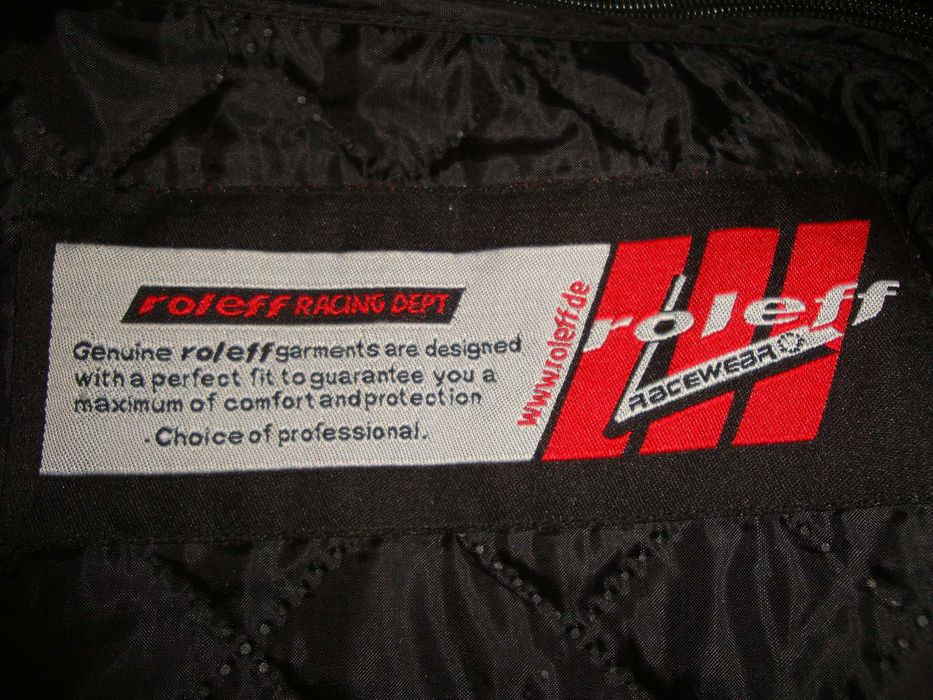 roleff RACING DEPT
Genuine roleff garments are designed
with a perfect fit to guarantee you a
maximum of comfort and protection
. Choice of professional.
www.roleff.de
roleff
RACEWEAR